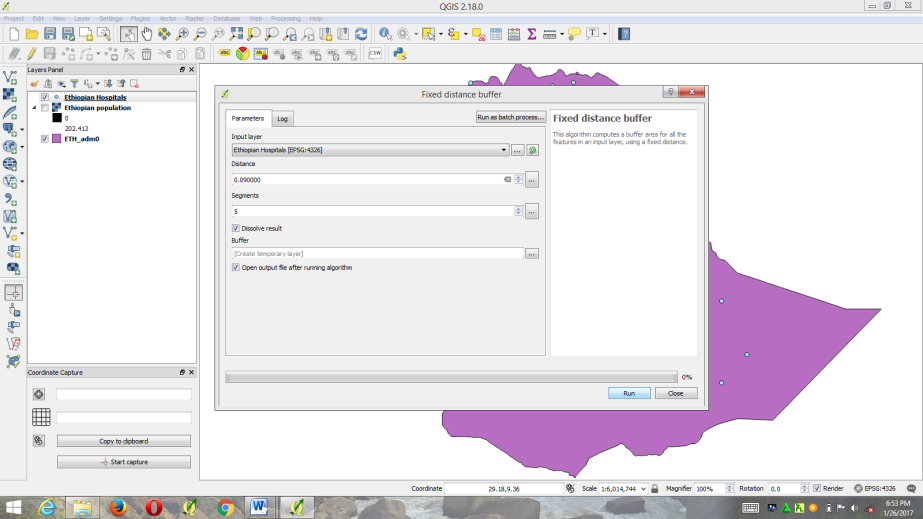 QGIS 2.18.0
Project Edit View Layer Settings Plugins Vector Raster Database Web Processing Help
Layers Panel
Ethiopian Hospitals
Ethiopian population
0
202.413
ETH_adm0
Coordinate Capture
Copy to clipboard
Start capture
Fixed distance buffer
Parameters Log Run as batch process...
Input layer
Ethiopian Hospitals [EPSG:4326] ...
Distance
0.090000 ...
Segments
5 ...
Dissolve result
Buffer
[Create temporary layer] ...
Open output file after running algorithm
Fixed distance buffer
This algorithm computes a buffer area for all the
features in an input layer, using a fixed distance.
0%
Run Close
Coordinate 29.18,9.36 Scale 1:6,014,744 Magnifier 100% Rotation 0.0 Render EPSG:4326
6:53 PM
1/26/2017